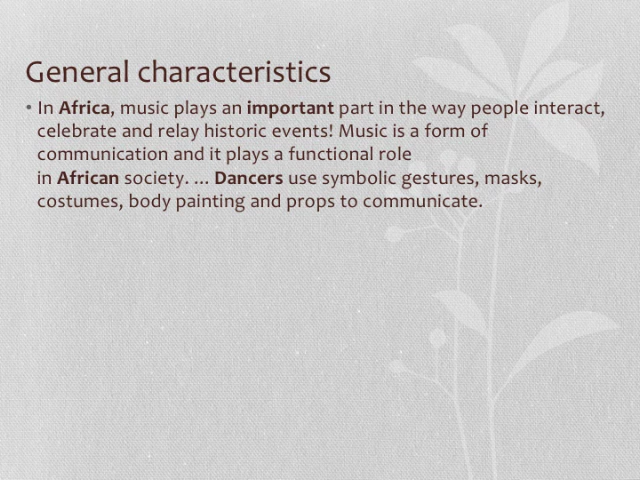 General characteristics
• In Africa, music plays an important part in the way people interact,
celebrate and relay historic events! Music is a form of
communication and it plays a functional role
in African society. ... Dancers use symbolic gestures, masks,
costumes, body painting and props to communicate.